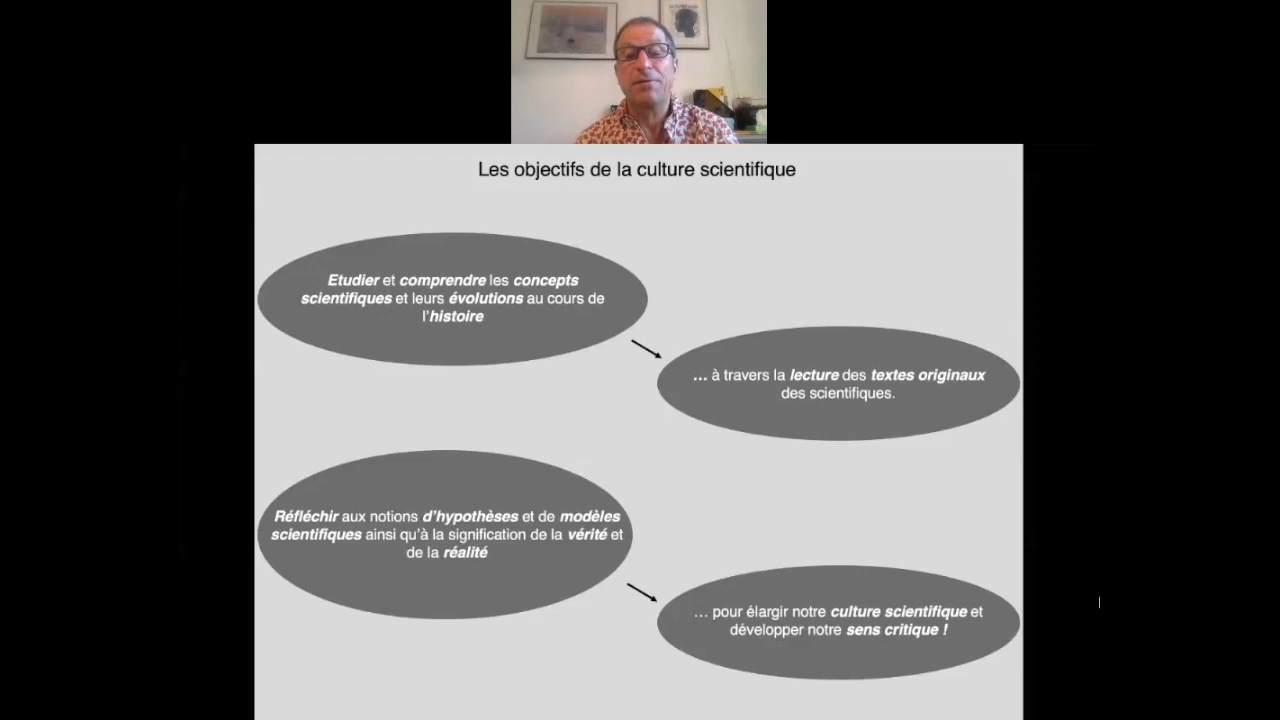 Les objectifs de la culture scientifique
Etudier et comprendre les concepts
scientifiques et leurs évolutions au cours de
l'histoire
... à travers la lecture des textes originaux
des scientifiques.
Réfléchir aux notions d'hypothèses et de modèles
scientifiques ainsi qu'à la signification de la vérité et
de la réalité
... pour élargir notre culture scientifique et
développer notre sens critique !